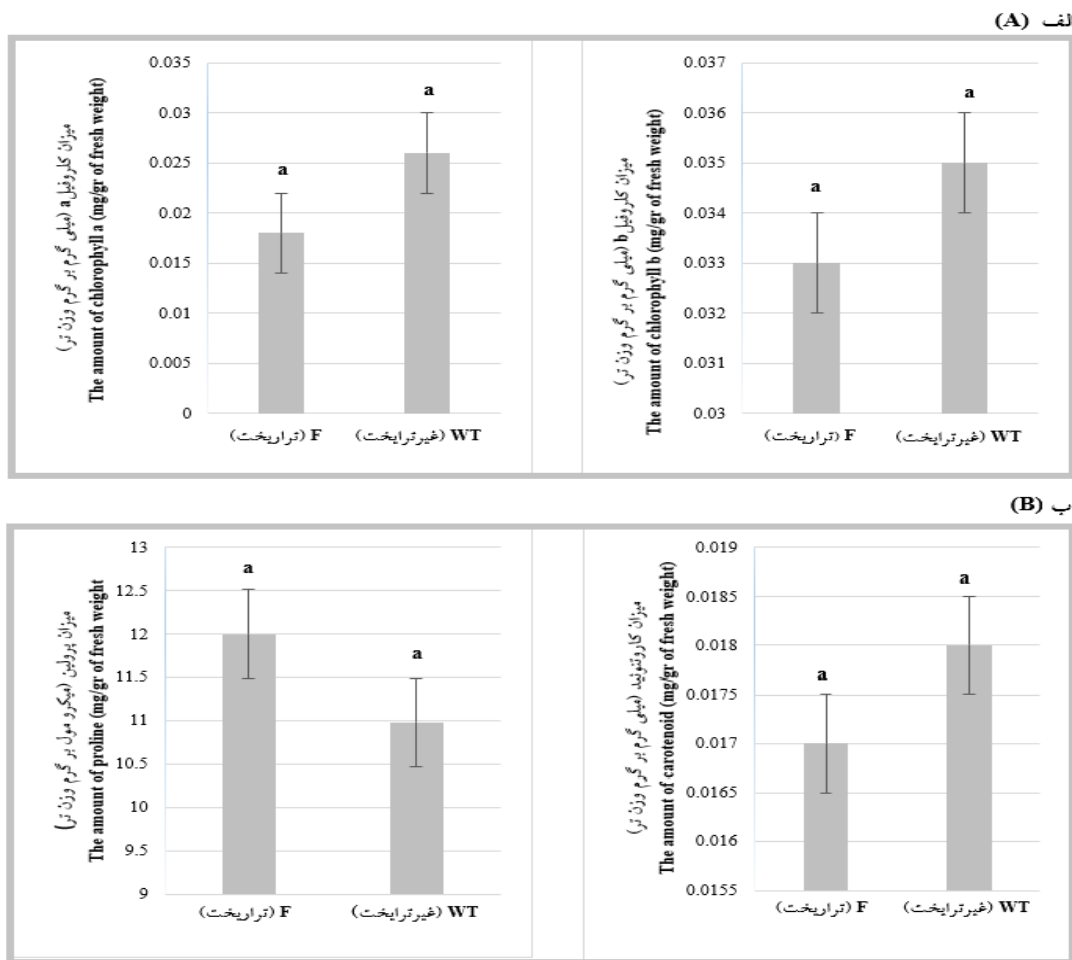 الف (A)
میزان کلروفیل a (میلی گرم بر گرم وزن تر)
The amount of chlorophyll a (mg/gr of fresh weight)
0.035
0.03
0.025
0.02
0.015
0.01
0.005
0
a
a
F (تراریخت)
WT (غیرترایخت)
میزان کلروفیل b (میلی گرم بر گرم وزن تر)
The amount of chlorophyll b (mg/gr of fresh weight)
0.037
0.036
0.035
0.034
0.033
0.032
0.031
0.03
a
a
F (تراریخت)
WT (غیرترایخت)
ب (B)
میزان پرولین (میکرو مول بر گرم وزن تر)
The amount of proline (mg/gr of fresh weight
13
12.5
12
11.5
11
10.5
10
9.5
9
a
a
F (تراریخت)
WT (غیرترایخت)
میزان کاروتنوئید (میلی گرم بر گرم وزن تر)
The amount of carotenoid (mg/gr of fresh weight)
0.019
0.0185
0.018
0.0175
0.017
0.0165
0.016
0.0155
a
a
F (تراریخت)
WT (غیرترایخت)